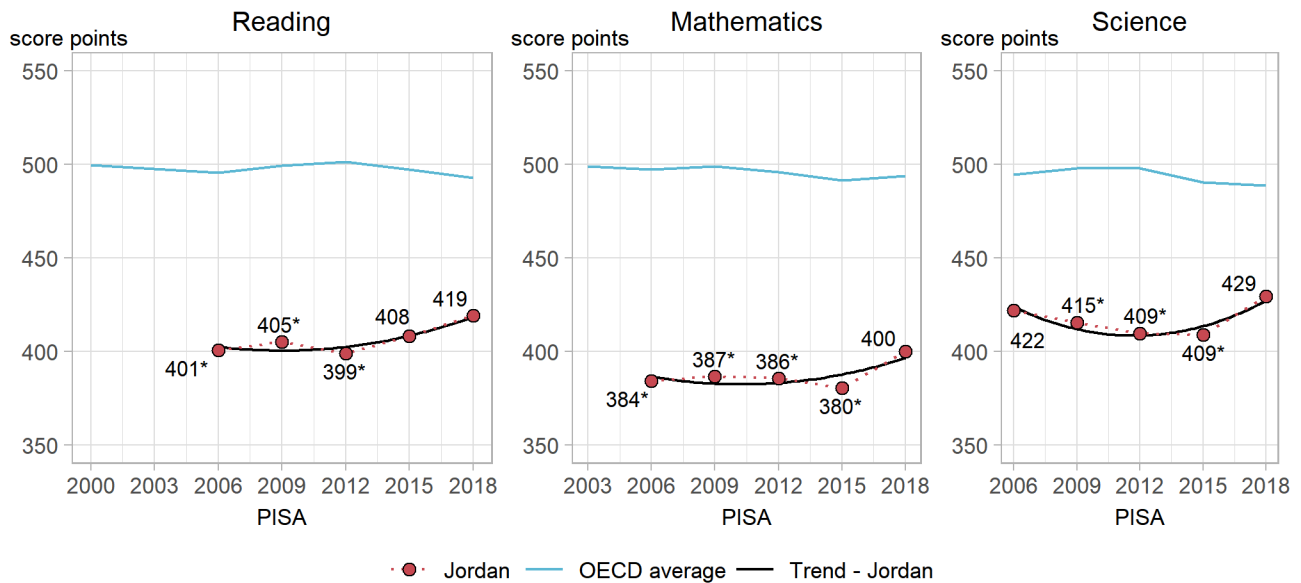 Reading
score points
550
500
450
400
350
401*
405*
399*
408
419
2000 2003 2006 2009 2012 2015 2018
PISA
Mathematics
score points
550
500
450
400
350
384*
387*
386*
380*
400
2003 2006 2009 2012 2015 2018
PISA
Science
score points
550
500
450
400
350
422
415*
409*
409*
429
2006 2009 2012 2015 2018
PISA
Jordan OECD average Trend - Jordan